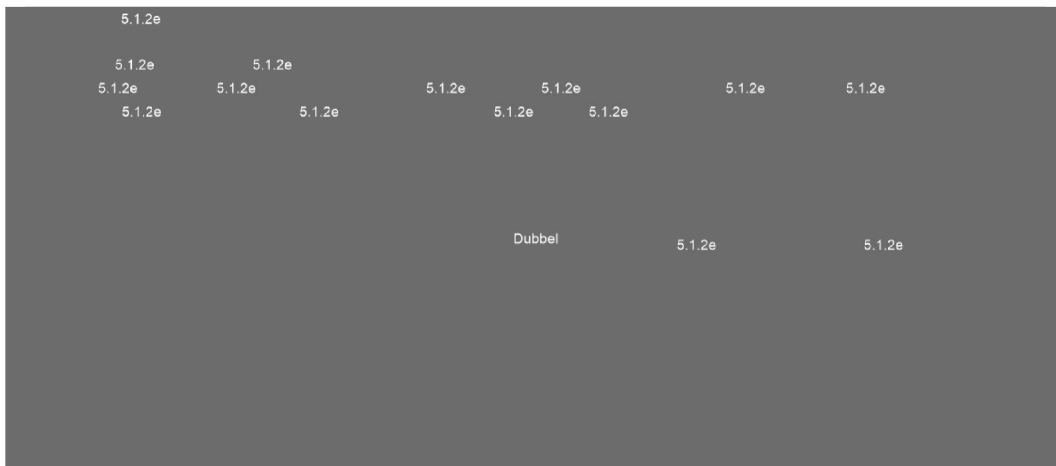 5.1.2e
5.1.2e 5.1.2e
5.1.2e 5.1.2e 5.1.2e 5.1.2e 5.1.2e 5.1.2e
5.1.2e 5.1.2e 5.1.2e 5.1.2e
Dubbel 5.1.2e 5.1.2e